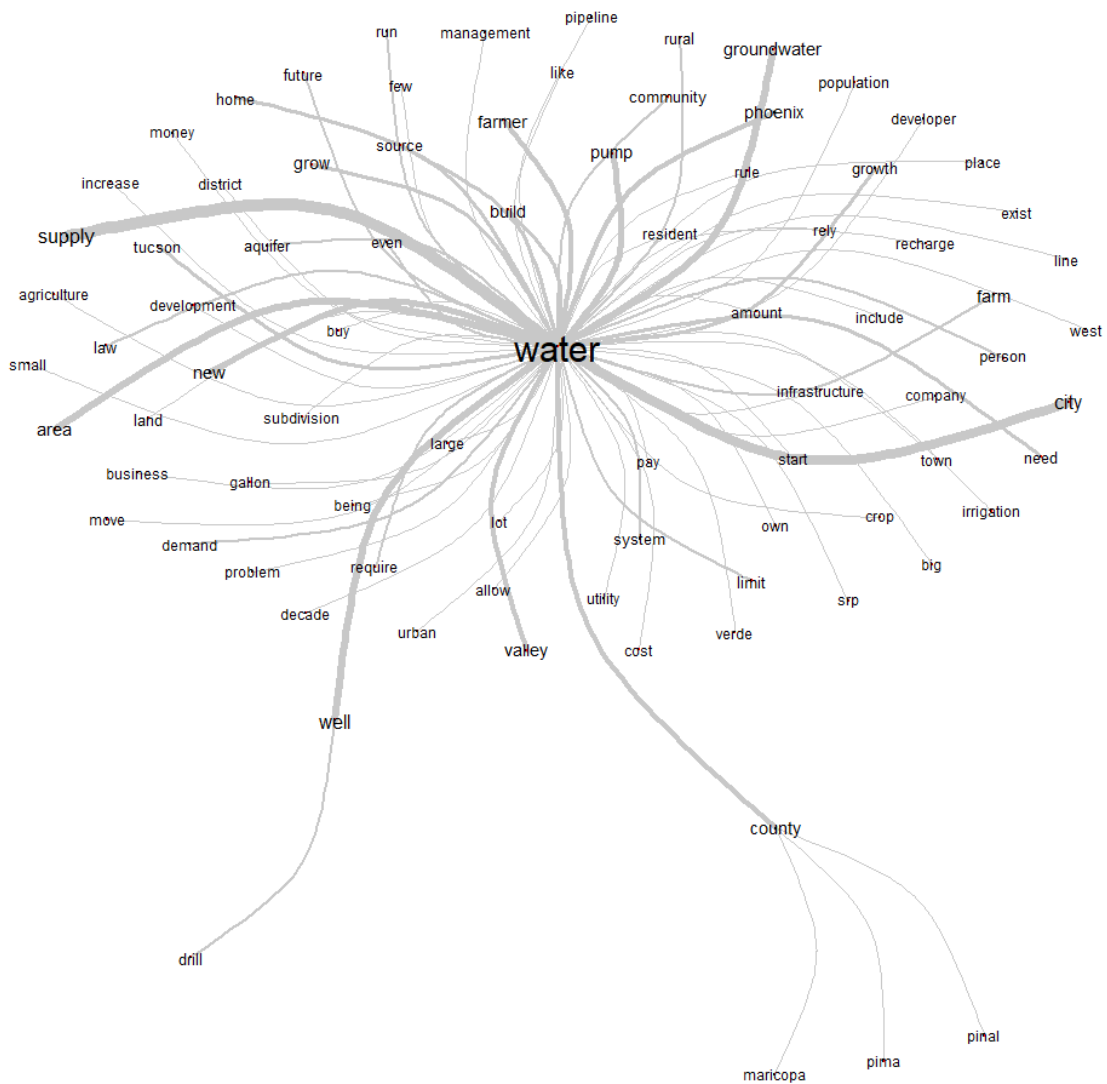 pipeline
run
management
rural
groundwater
future
few
like
population
home
community
phoenix
developer
farmer
money
source
pump
grow
rule
growth
place
increase
district
build
exist
supply
tucson
aquifer
even
resident
rely
recharge
line
agriculture
development
buy
amount
include
farm
west
law
water
small
new
person
area
land
subdivision
infrastructure
company
city
large
start
town
need
business
gallon
pay
move
being
lot
own
crop
irrigation
demand
system
problem
require
limit
big
decade
allow
utility
srp
urban
valley
cost
verde
well
county
drill
pinal
pima
maricopa